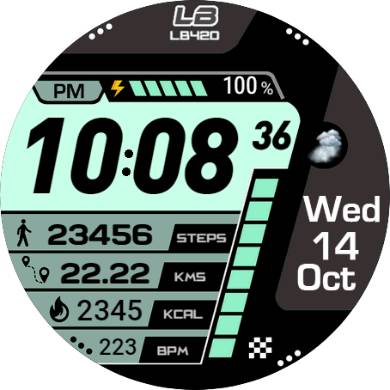 LB
LB420
PM 100 %
10:08 36
23456 STEPS
22.22 KMS
2345 KCAL
223 BPM
Wed
14
Oct